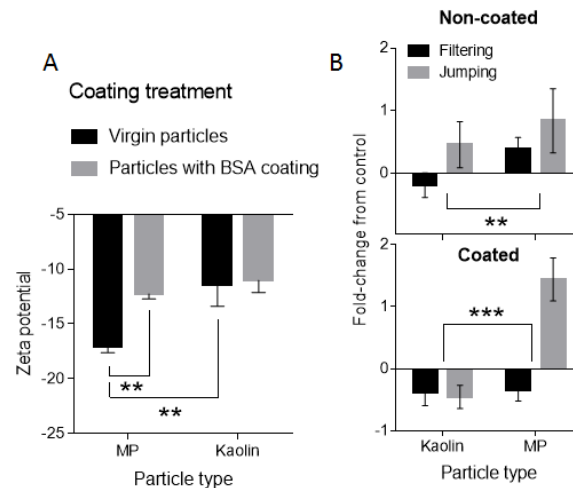 A
Coating treatment
Virgin particles
Particles with BSA coating
-5
-10
-15
-20
-25
Zeta potential
**
**
MP
Kaolin
Particle type
B
Non-coated
Filtering
Jumping
2
1
0
-1
**
Coated
2
1
0
-1
***
Fold-change from control
Kaolin
MP
Particle type